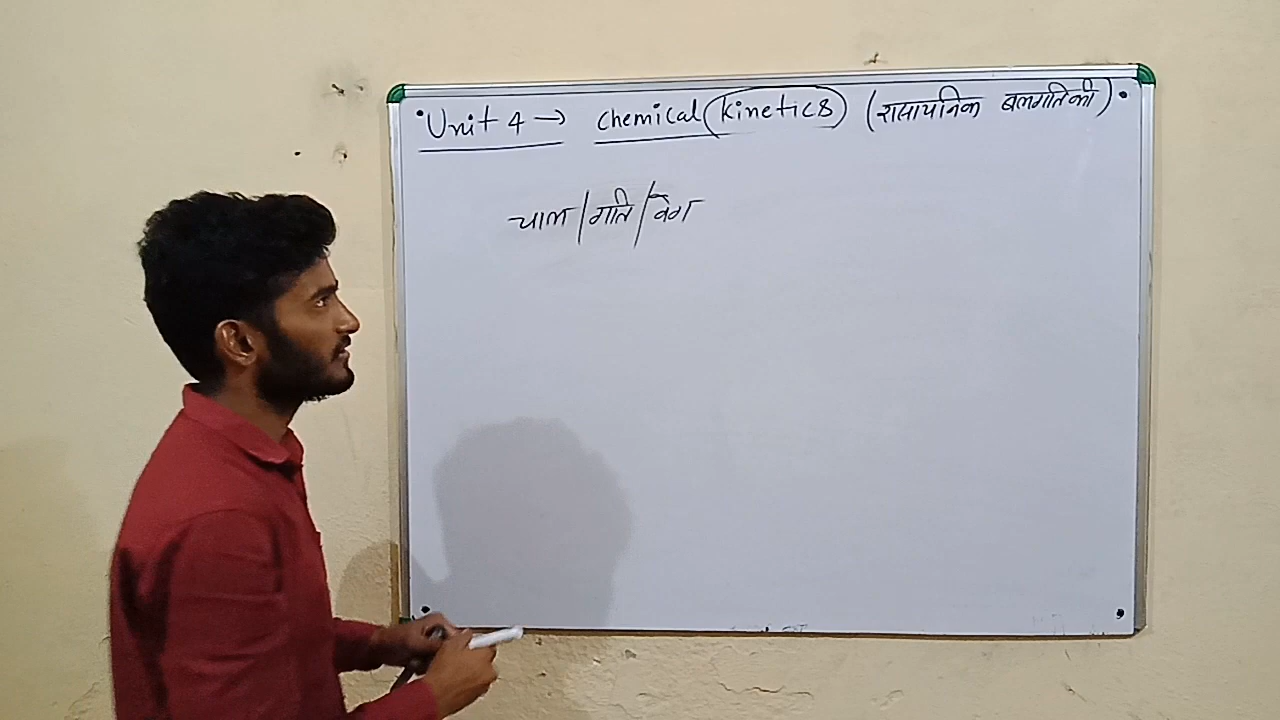 Unit 4 → Chemical kinetics (रासायनिक बलगतिकी)
चाल / गति / वेग